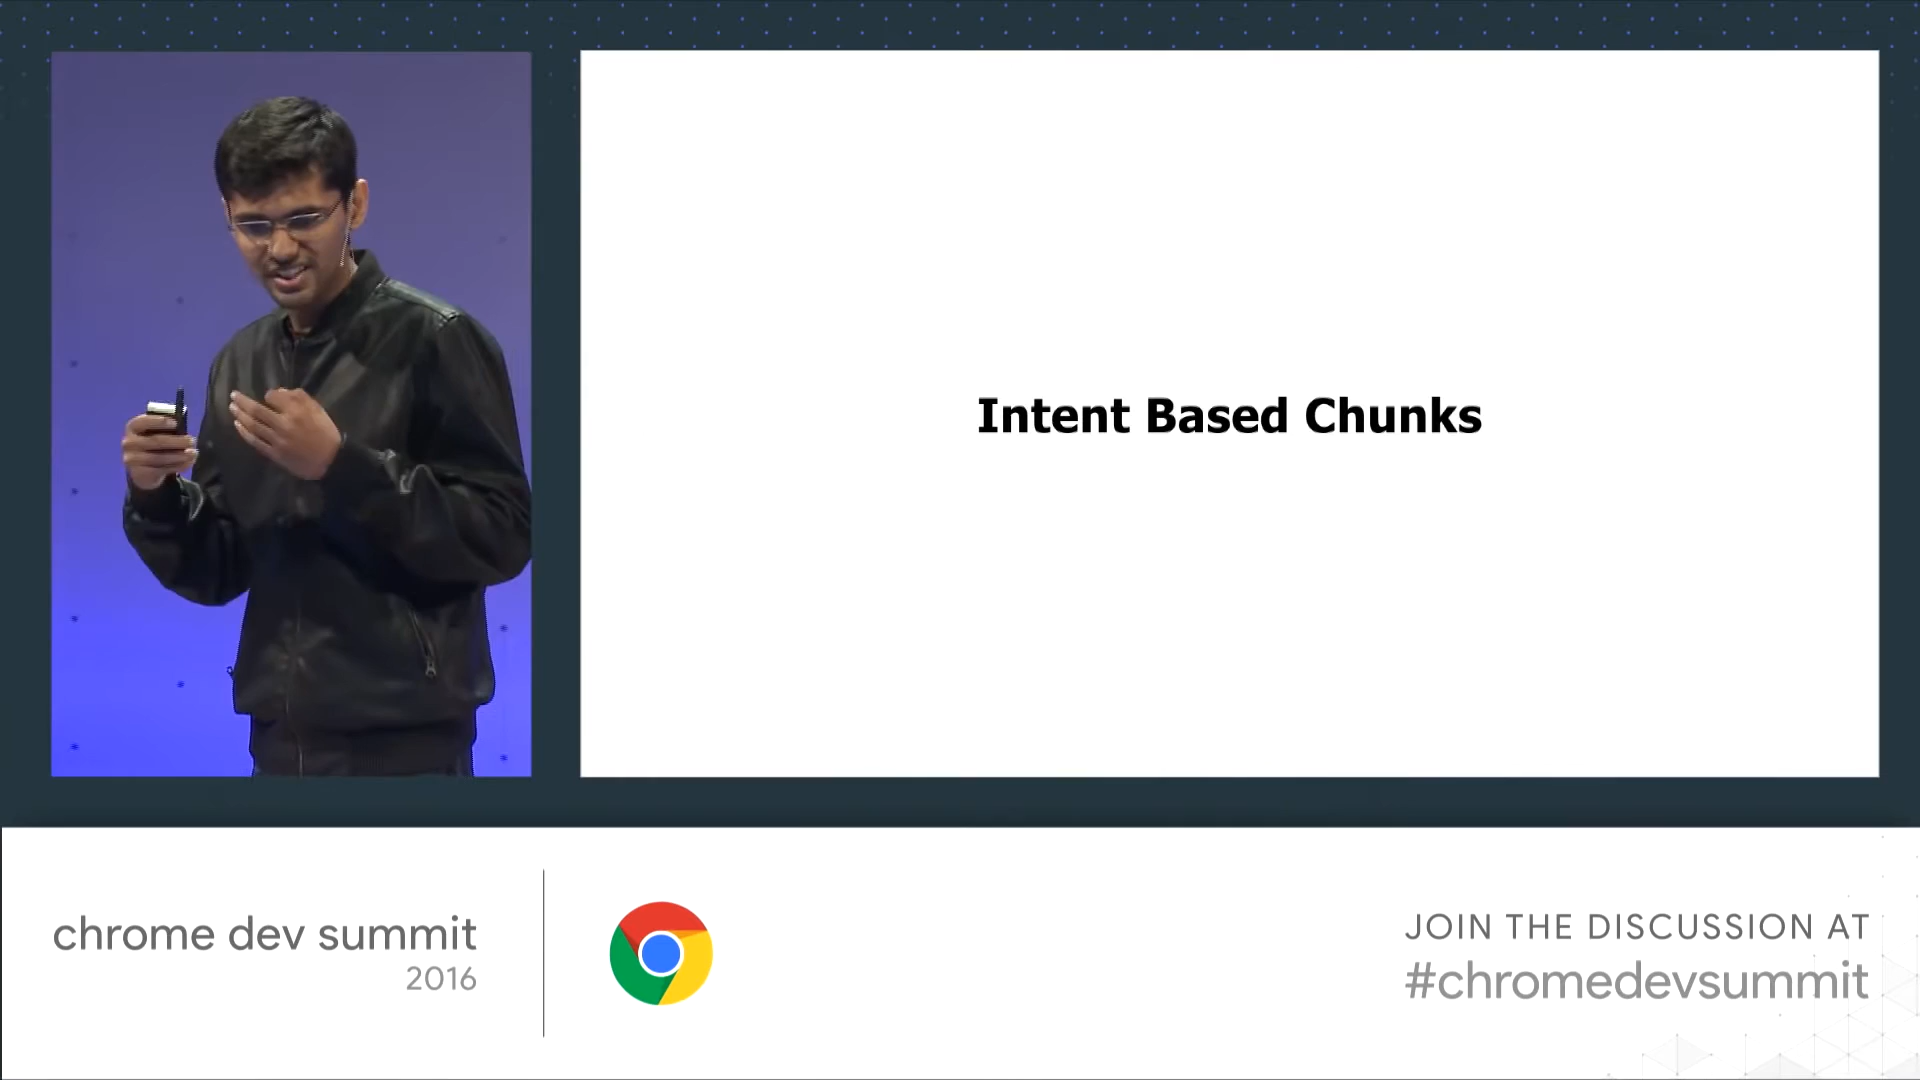 Intent Based Chunks
chrome dev summit
2016
JOIN THE DISCUSSION AT
#chromedevsummit